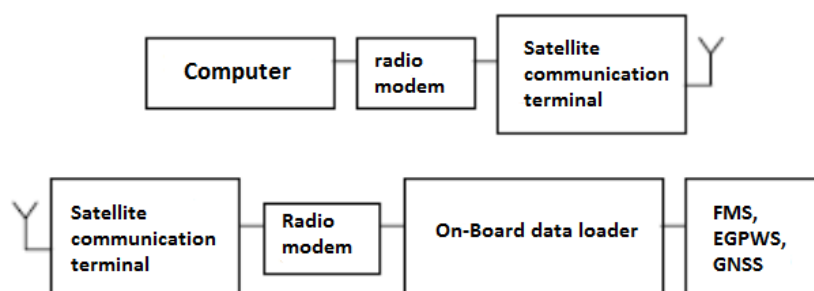 Computer
radio
modem
Satellite
communication
terminal
Satellite
communication
terminal
Radio
modem
On-Board data loader
FMS,
EGPWS,
GNSS